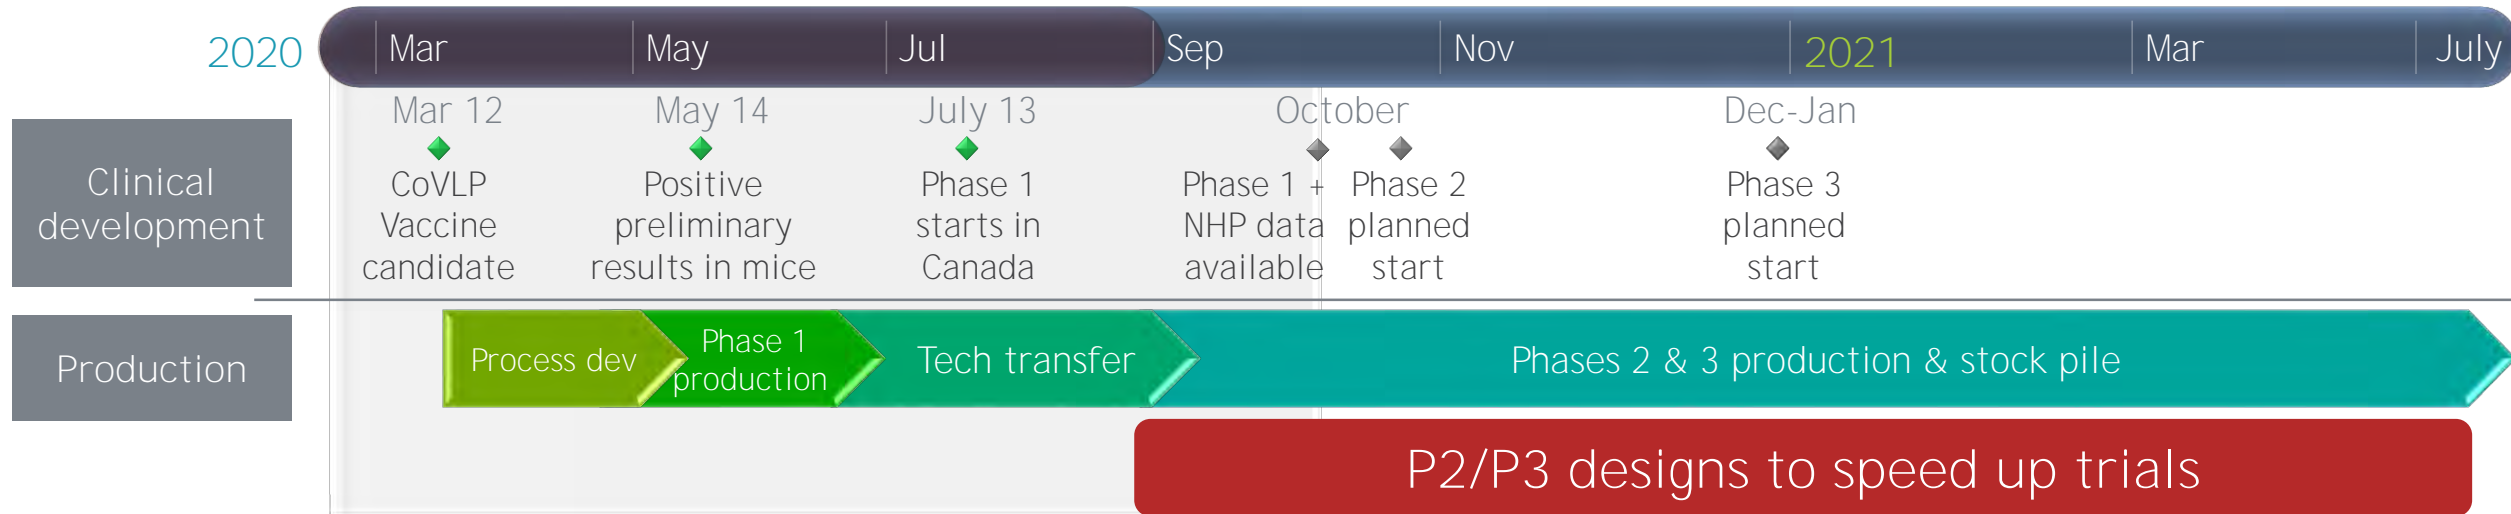 2020
Mar
May
Jul
Sep
Nov
2021
Mar
July
Clinical
development
Mar 12
CoVLP
Vaccine
candidate
May 14
Positive
preliminary
results in mice
July 13
Phase 1
starts in
Canada
October
Phase 1 +
NHP data
available
Phase 2
planned
start
Dec-Jan
Phase 3
planned
start
Production
Process dev
Phase 1
production
Tech transfer
Phases 2 & 3 production & stock pile
P2/P3 designs to speed up trials